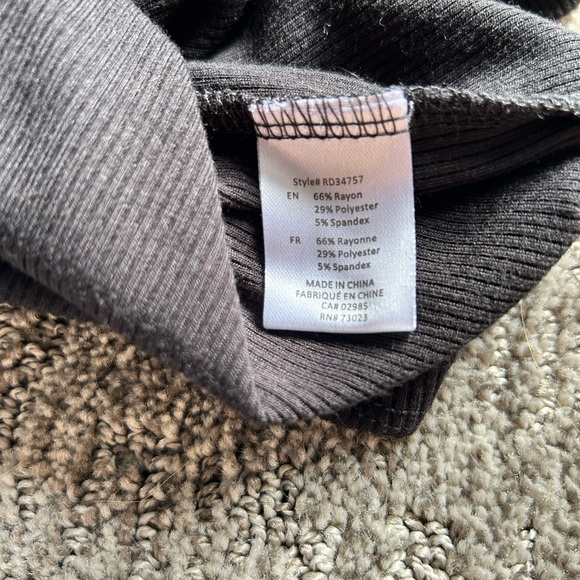 Style# RD34757
EN 66% Rayon
29% Polyester
5% Spandex
FR 66% Rayonne
29% Polyester
5% Spandex
MADE IN CHINA
FABRIQUÉ EN CHINE
CA# 02985
RN# 73023